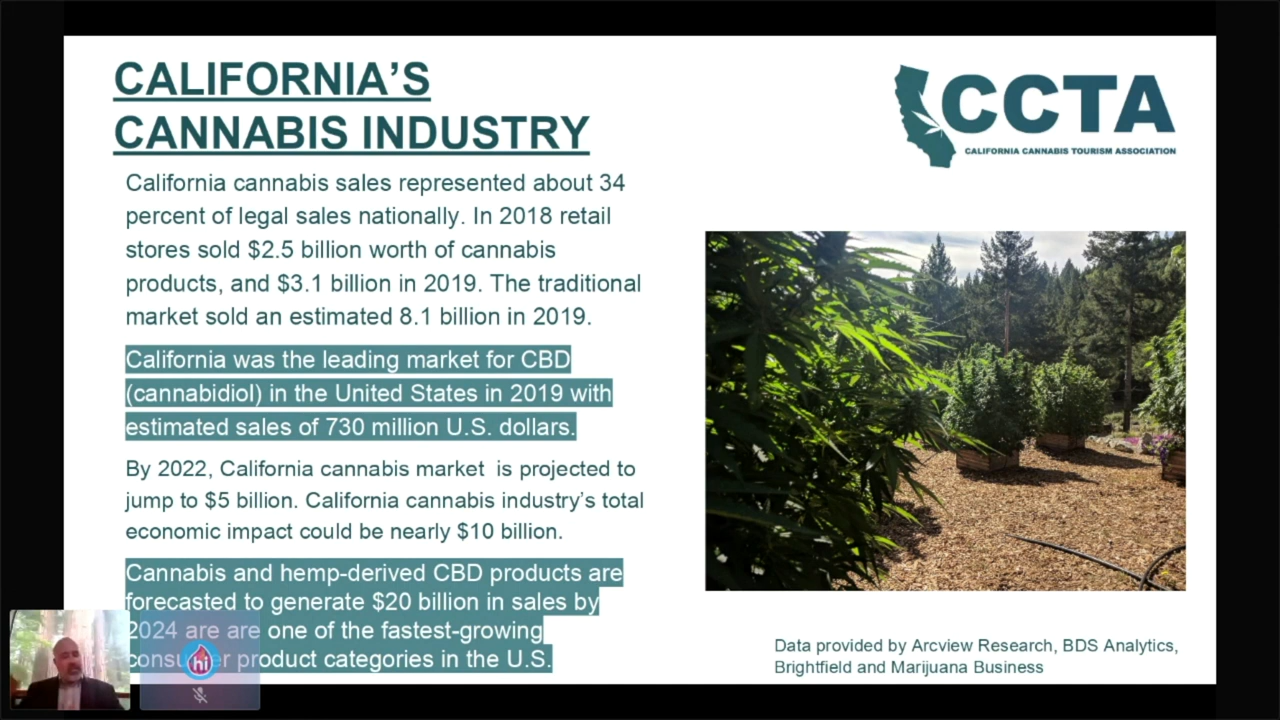 CALIFORNIA’S
CANNABIS INDUSTRY
CCTA
CALIFORNIA CANNABIS TOURISM ASSOCIATION
California cannabis sales represented about 34
percent of legal sales nationally. In 2018 retail
stores sold $2.5 billion worth of cannabis
products, and $3.1 billion in 2019. The traditional
market sold an estimated 8.1 billion in 2019.
California was the leading market for CBD
(cannabidiol) in the United States in 2019 with
estimated sales of 730 million U.S. dollars.
By 2022, California cannabis market is projected to
jump to $5 billion. California cannabis industry’s total
economic impact could be nearly $10 billion.
Cannabis and hemp-derived CBD products are
forecasted to generate $20 billion in sales by
2024 are are one of the fastest-growing
consumer product categories in the U.S.
hi
Data provided by Arcview Research, BDS Analytics,
Brightfield and Marijuana Business